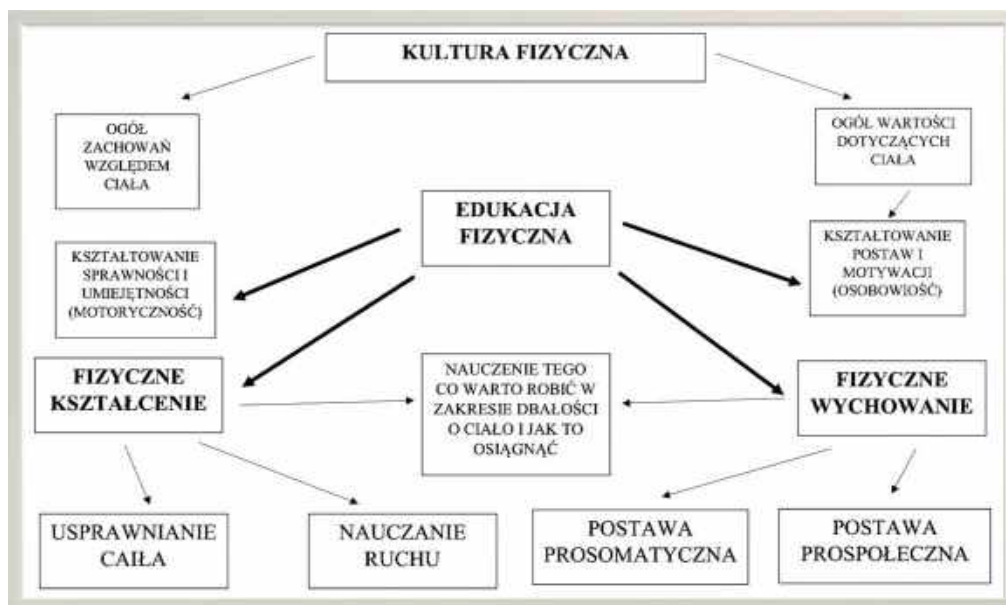 KULTURA FIZYCZNA
OGÓŁ
ZACHOWAŃ
WZGLĘDEM
CIAŁA
OGÓŁ WARTOŚCI
DOTYCZĄCYCH
CIAŁA
EDUKACJA
FIZYCZNA
KSZTAŁTOWANIE
SPRAWNOŚCI I
UMIEJĘTNOŚCI
(MOTORYCZNOŚĆ)
KSZTAŁTOWANIE
POSTAW I
MOTYWACJI
(OSOBOWIOŚĆ)
FIZYCZNE
KSZTAŁCENIE
NAUCZENIE TEGO
CO WARTO ROBIĆ W
ZAKRESIE DBAŁOŚCI
O CIAŁO I JAK TO
OSIĄGNĄĆ
FIZYCZNE
WYCHOWANIE
USPRAWNIANIE
CAIŁA
NAUCZANIE
RUCHU
POSTAWA
PROSOMATYCZNA
POSTAWA
PROSPOŁECZNA